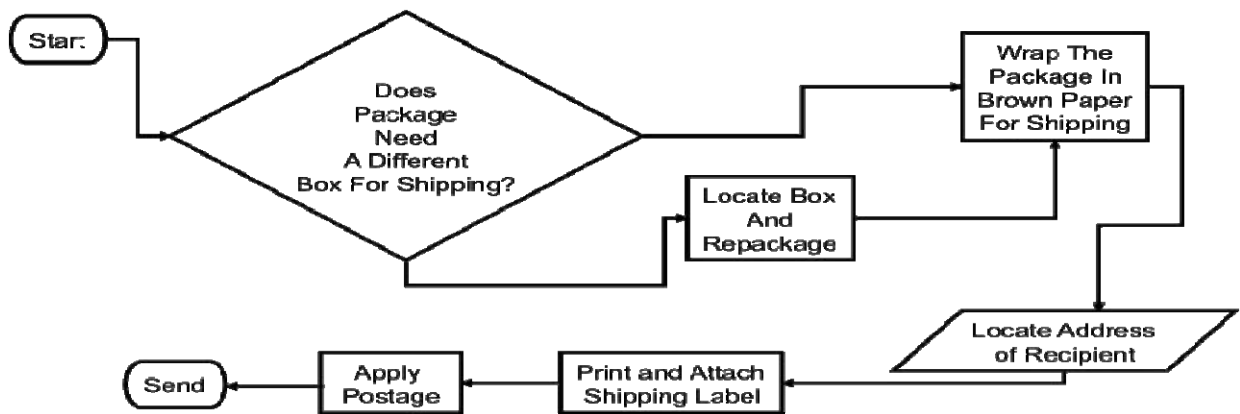 Start
Does
Package
Need
A Different
Box For Shipping?
Wrap The
Package In
Brown Paper
For Shipping
Locate Box
And
Repackage
Locate Address
of Recipient
Print and Attach
Shipping Label
Apply
Postage
Send